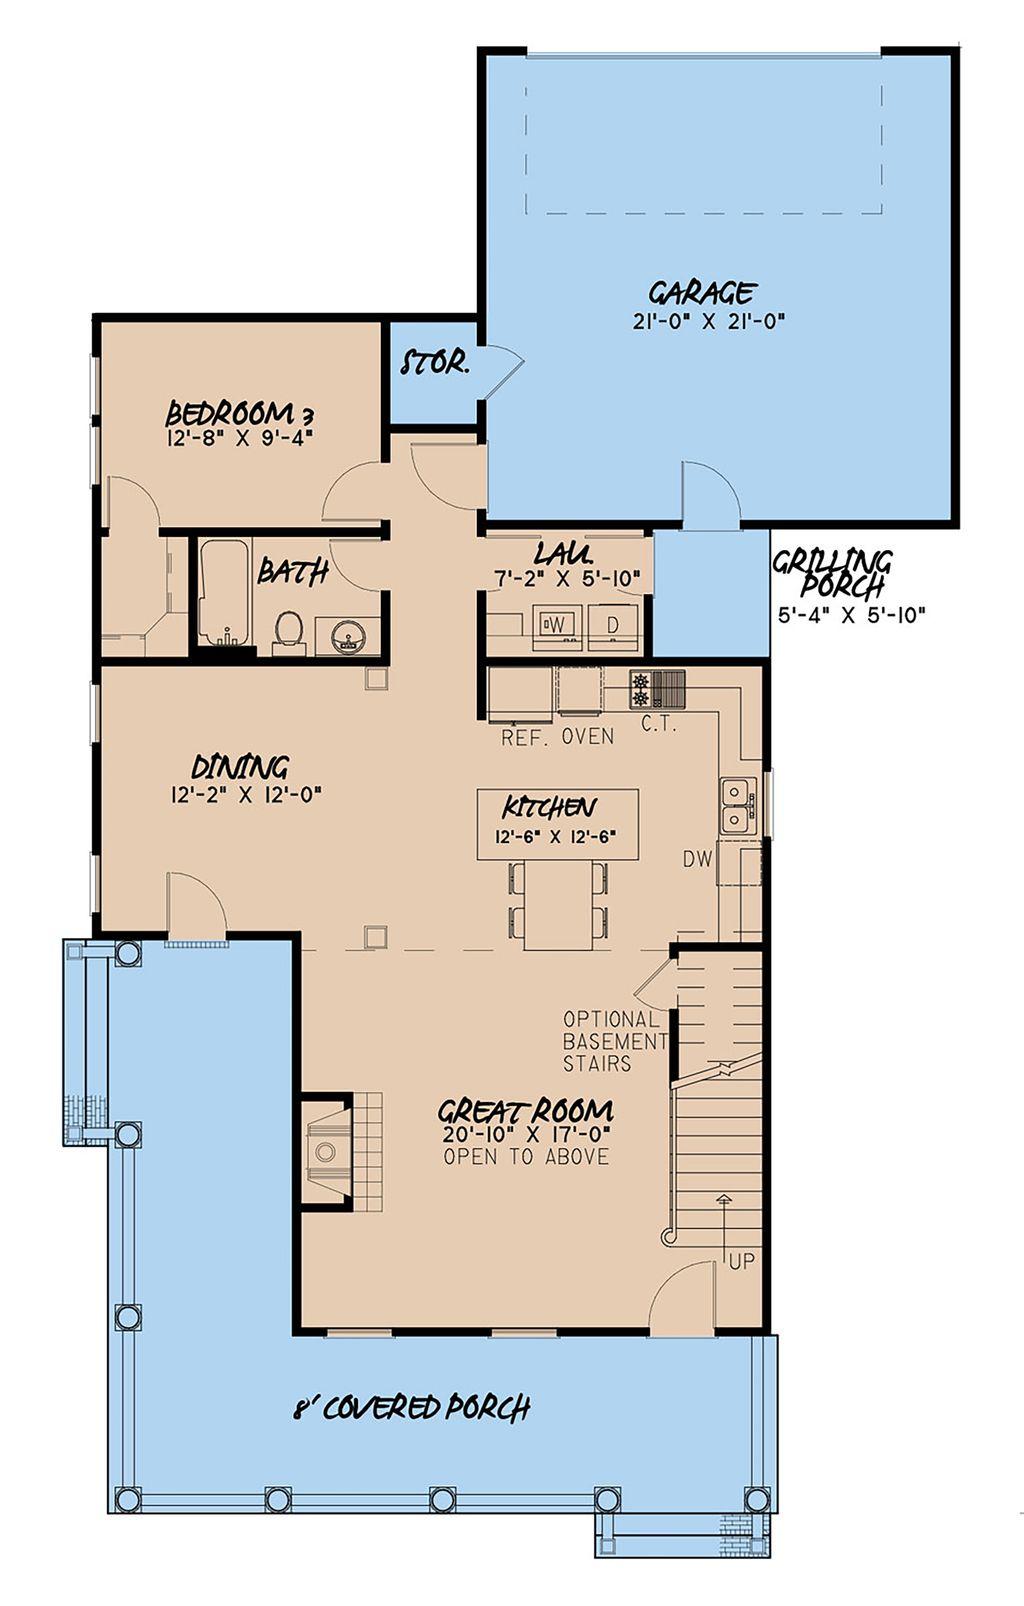 GARAGE
21'-0" X 21'-0"
STOR.
BEDROOM 3
12'-8" X 9'-4"
BATH
LAU.
7'-2" X 5'-10"
W
D
GRILLING
PORCH
5'-4" X 5'-10"
REF.
OVEN
C.T.
DINING
12'-2" X 12'-0"
KITCHEN
12'-6" X 12'-6"
DW
OPTIONAL
BASEMENT
STAIRS
GREAT ROOM
20'-10" X 17'-0"
OPEN TO ABOVE
UP
8' COVERED PORCH